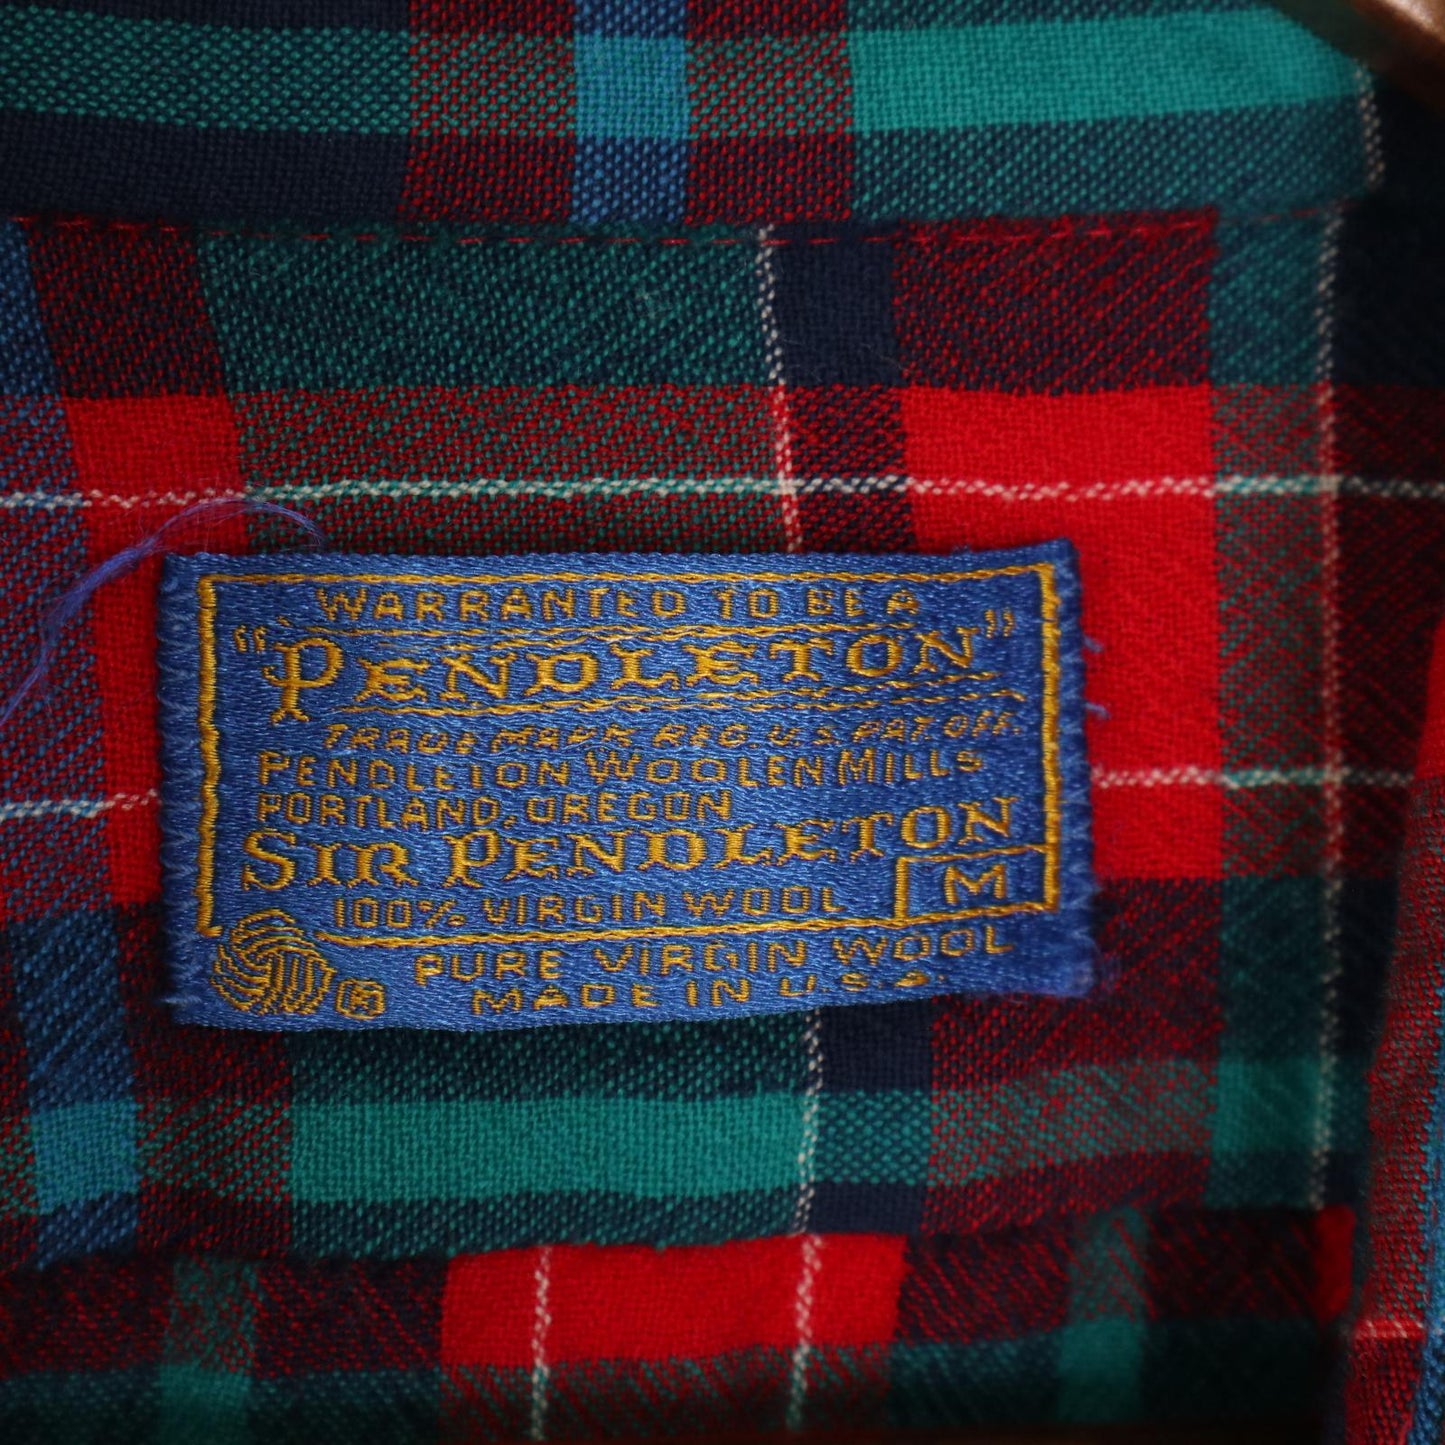 WARRANTED TO BE A
"PENDLETON"
TRADE MARK REG. U.S. PAT. OFF.
PENDLETON WOOLEN MILLS
PORTLAND, OREGON
SIR PENDLETON
100% VIRGIN WOOL M
PURE VIRGIN WOOL
® MADE IN U.S.A.